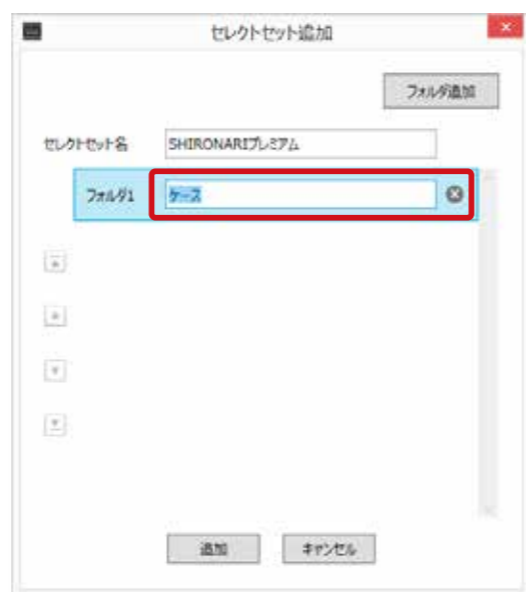 セレクトセット追加
フォルダ追加
セレクトセット名 SHIRONARIプレミアム
フォルダ1 ケース
追加 キャンセル